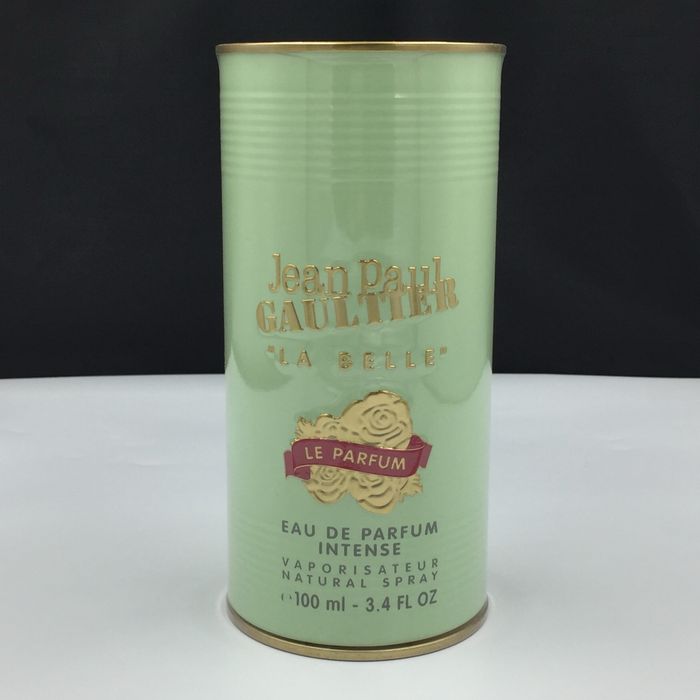 Jean Paul
GAULTIER
"LA BELLE"
LE PARFUM
EAU DE PARFUM
INTENSE
VAPORISATEUR
NATURAL SPRAY
100 ml - 3.4 FL OZ